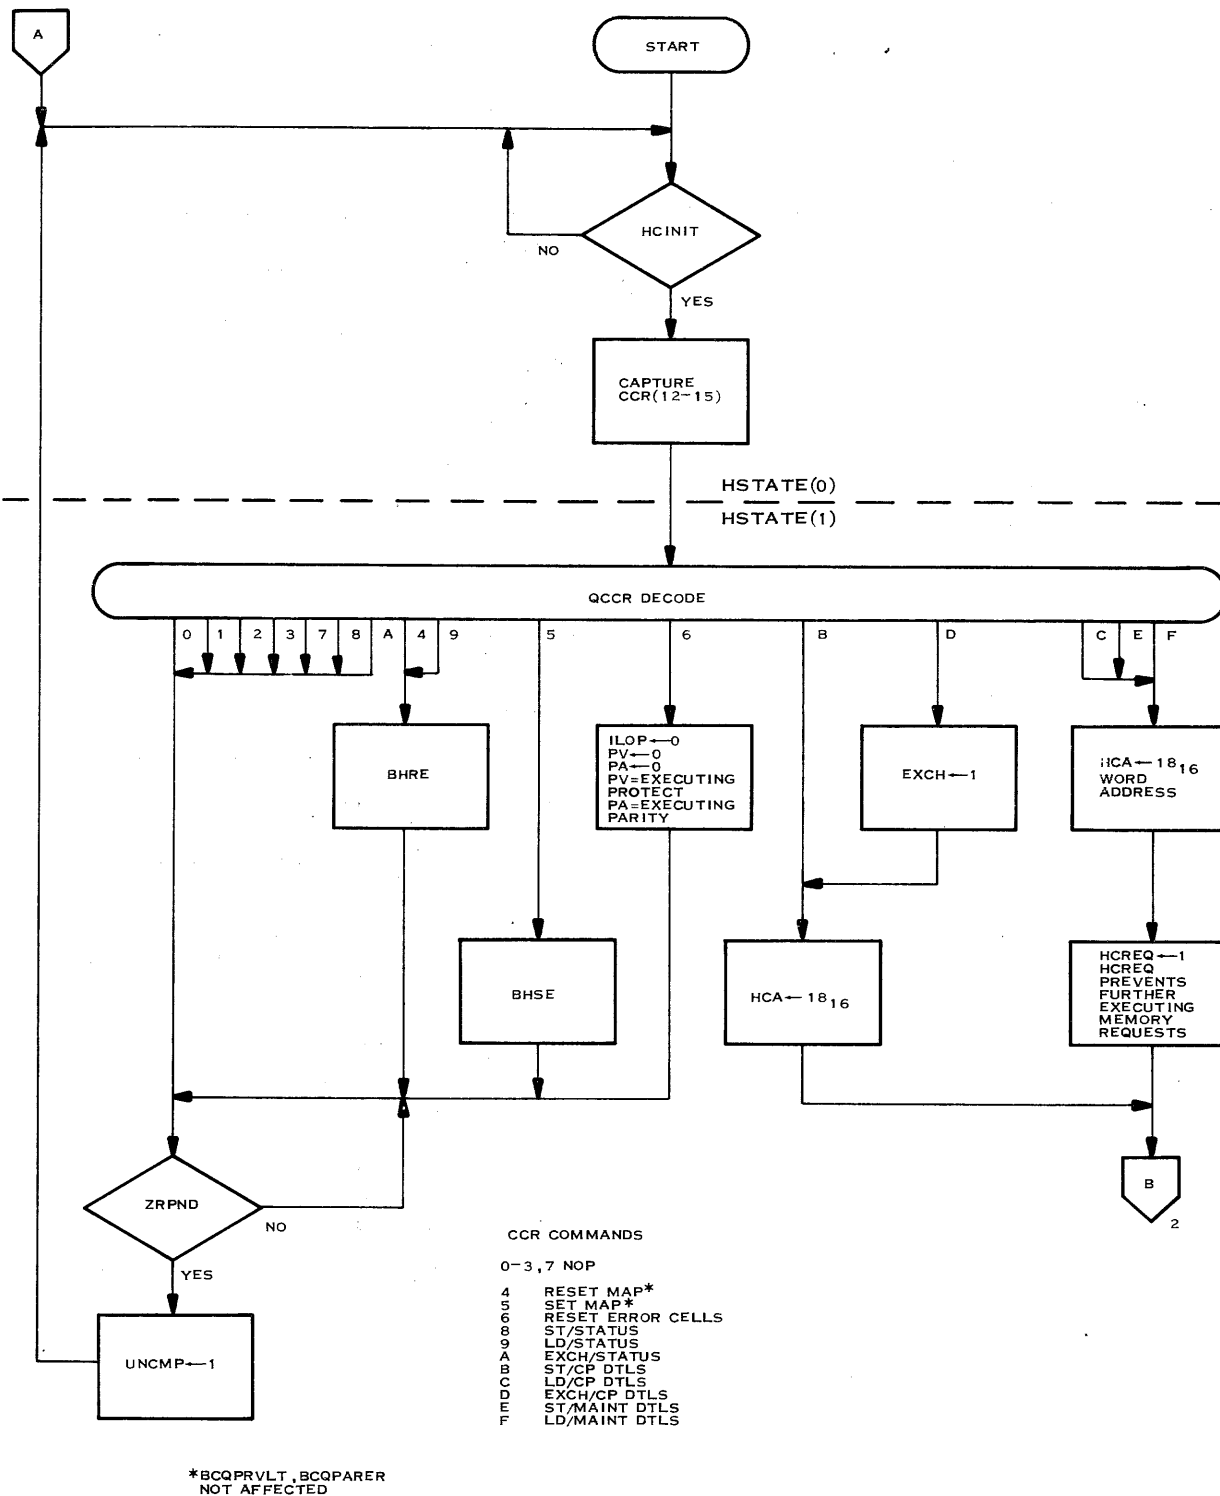 A
START
HCINIT
NO
YES
CAPTURE
CCR(12-15)
HSTATE(0)
HSTATE(1)
QCCR DECODE
0 1 2 3 7 8 A 4 9 5 6 B D C E F
BHRE
ILOP←0
PV←0
PA←0
PV=EXECUTING
PROTECT
PA=EXECUTING
PARITY
EXCH←1
HCA←18₁₆
WORD
ADDRESS
BHSE
HCA←18₁₆
HCREQ←1
HCREQ
PREVENTS
FURTHER
EXECUTING
MEMORY
REQUESTS
ZRPND
NO
YES
B
2
UNCMP←1
CCR COMMANDS
0-3,7 NOP
4 RESET MAP*
5 SET MAP*
6 RESET ERROR CELLS
8 ST/STATUS
9 LD/STATUS
A EXCH/STATUS
B ST/CP DTLS
C LD/CP DTLS
D EXCH/CP DTLS
E ST/MAINT DTLS
F LD/MAINT DTLS
*BCQPRVLT,BCQPARER
NOT AFFECTED